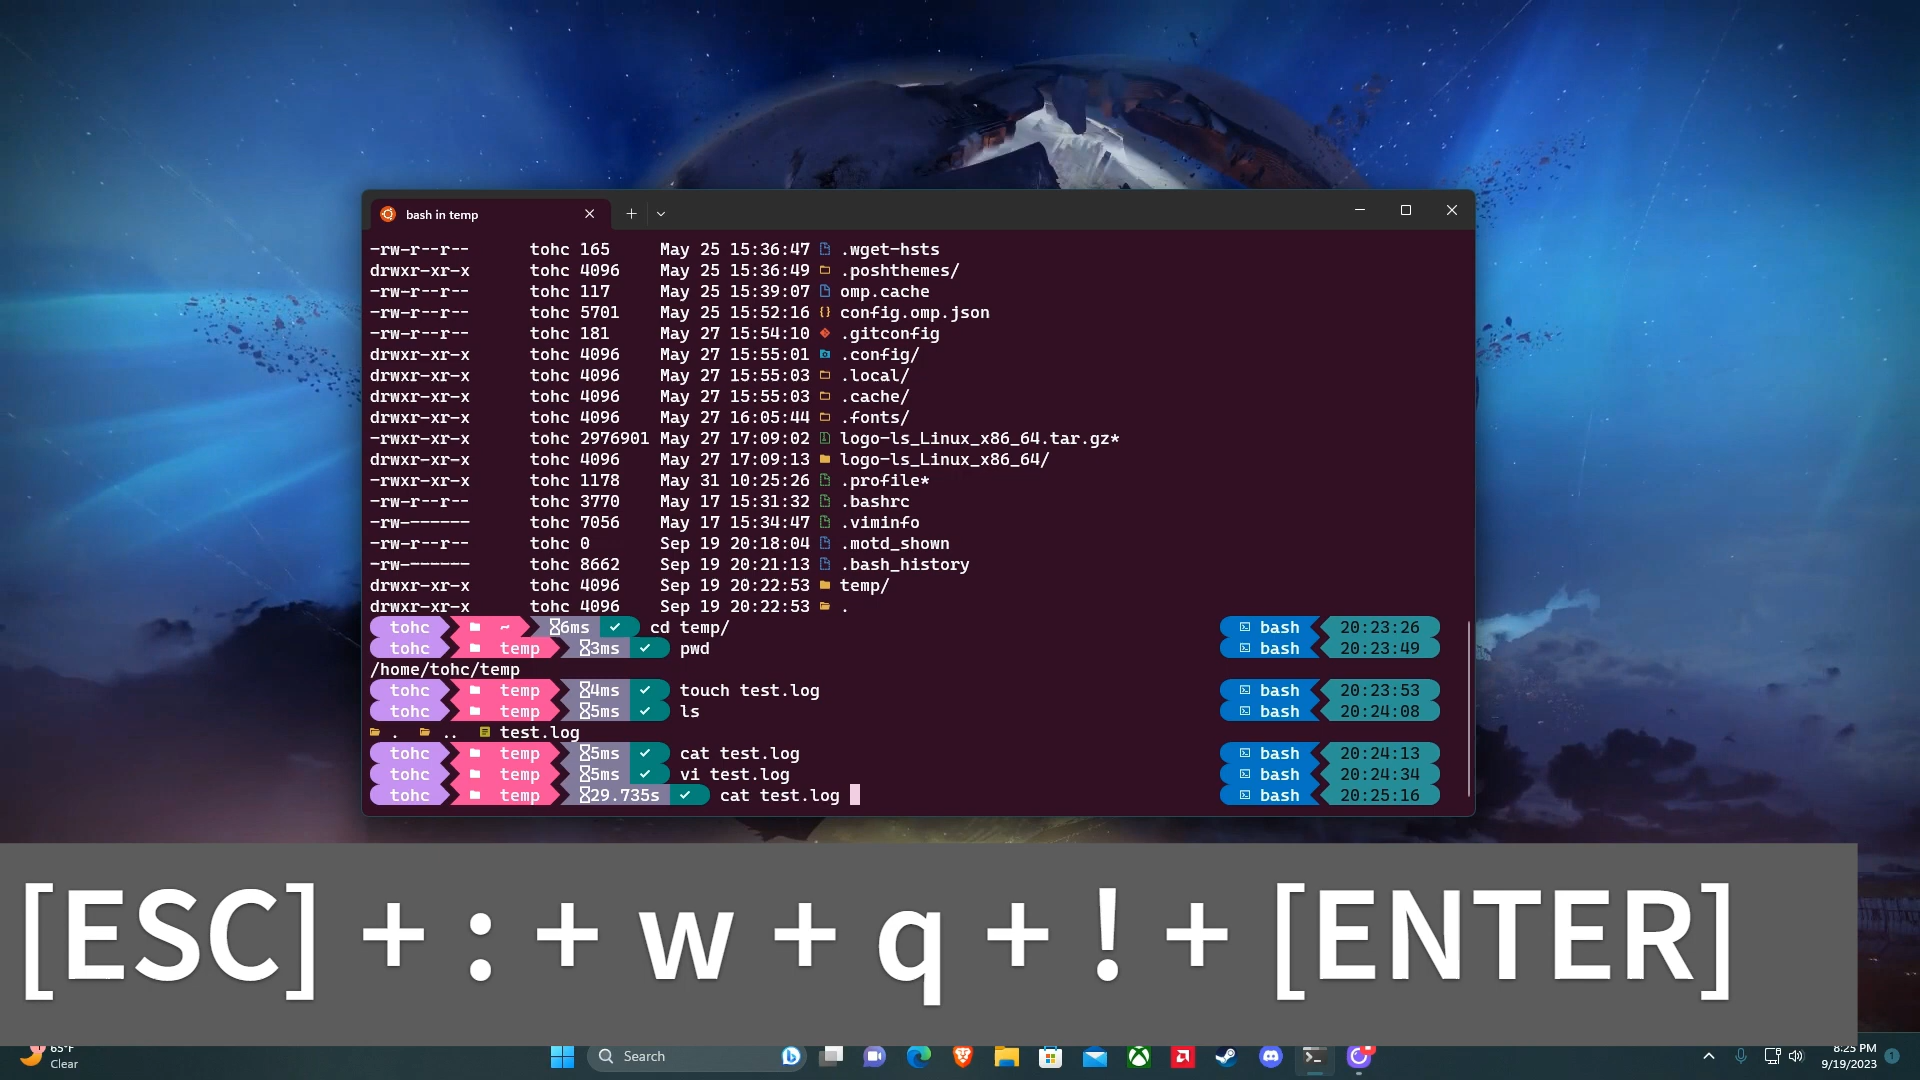 bash in temp
-rw-r--r-- tohc 165 May 25 15:36:47 .wget-hsts
drwxr-xr-x tohc 4096 May 25 15:36:49 .poshthemes/
-rw-r--r-- tohc 117 May 25 15:39:07 omp.cache
-rw-r--r-- tohc 5701 May 25 15:52:16 config.omp.json
-rw-r--r-- tohc 181 May 27 15:54:10 .gitconfig
drwxr-xr-x tohc 4096 May 27 15:55:01 .config/
drwxr-xr-x tohc 4096 May 27 15:55:03 .local/
drwxr-xr-x tohc 4096 May 27 15:55:03 .cache/
drwxr-xr-x tohc 4096 May 27 16:05:44 .fonts/
-rwxr-xr-x tohc 2976901 May 27 17:09:02 logo-ls_Linux_x86_64.tar.gz*
drwxr-xr-x tohc 4096 May 27 17:09:13 logo-ls_Linux_x86_64/
-rwxr-xr-x tohc 1178 May 31 10:25:26 .profile*
-rw-r--r-- tohc 3770 May 17 15:31:32 .bashrc
-rw------- tohc 7056 May 17 15:34:47 .viminfo
-rw-r--r-- tohc 0 Sep 19 20:18:04 .motd_shown
-rw------- tohc 8662 Sep 19 20:21:13 .bash_history
drwxr-xr-x tohc 4096 Sep 19 20:22:53 temp/
drwxr-xr-x tohc 4096 Sep 19 20:22:53 .
tohc ~ 6ms ✓ cd temp/ bash 20:23:26
tohc temp 3ms ✓ pwd bash 20:23:49
/home/tohc/temp
tohc temp 4ms ✓ touch test.log bash 20:23:53
tohc temp 5ms ✓ ls bash 20:24:08
. .. test.log
tohc temp 5ms ✓ cat test.log bash 20:24:13
tohc temp 5ms ✓ vi test.log bash 20:24:34
tohc temp 29.735s ✓ cat test.log bash 20:25:16
[ESC] + : + w + q + ! + [ENTER]
65°F
Clear
Search
8:25 PM
9/19/2023
1